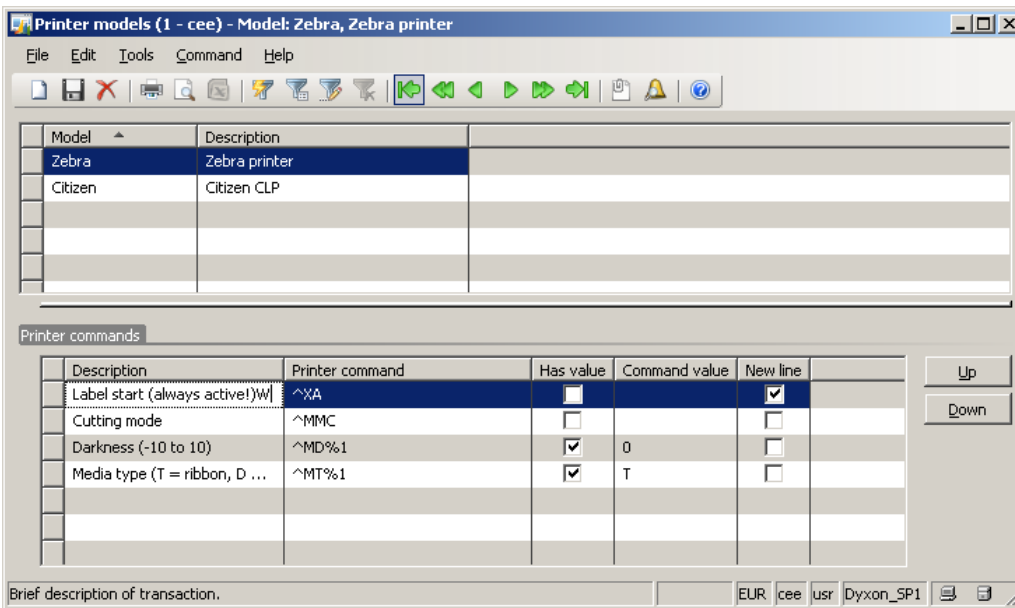 Printer models (1 - cee) - Model: Zebra, Zebra printer
File Edit Tools Command Help
Model Description
Zebra Zebra printer
Citizen Citizen CLP
Printer commands
Description Printer command Has value Command value New line
Label start (always active!)W ^XA
Cutting mode ^MMC
Darkness (-10 to 10) ^MD%1 0
Media type (T = ribbon, D ... ^MT%1 T
Up
Down
Brief description of transaction. EUR cee usr Dyxon_SP1